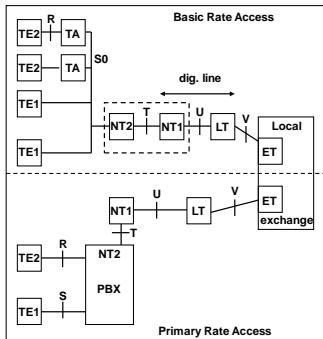 Basic Rate Access
R
TE2
TA
S0
TE2
TA
dig. line
TE1
T
U
V
NT2
NT1
LT
Local
TE1
ET
U
V
ET
NT1
LT
exchange
T
R
NT2
TE2
PBX
S
TE1
Primary Rate Access